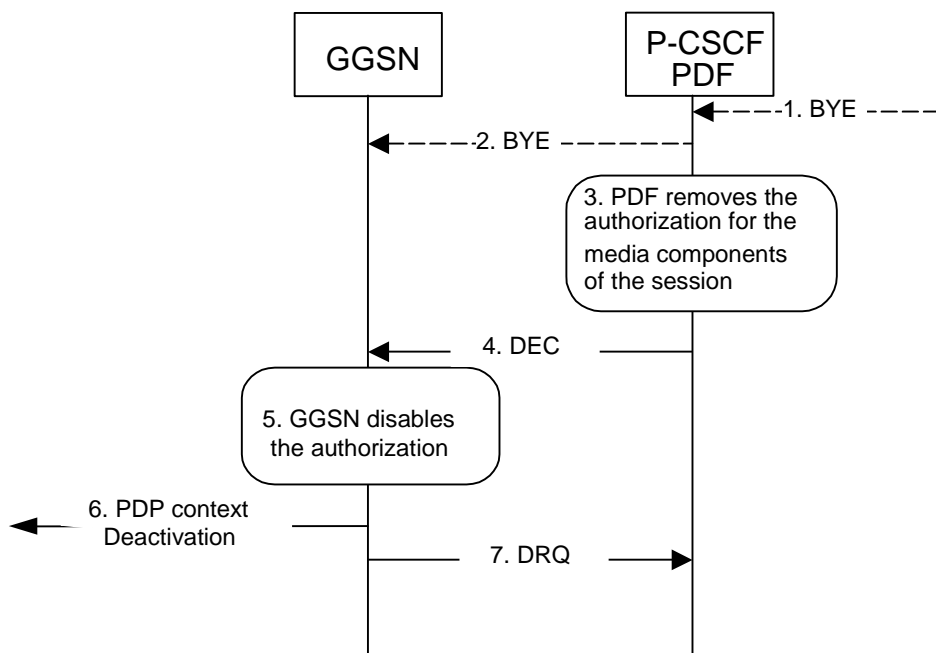 GGSN
P-CSCF
PDF
1. BYE
2. BYE
3. PDF removes the
authorization for the
media components
of the session
4. DEC
5. GGSN disables
the authorization
6. PDP context
Deactivation
7. DRQ